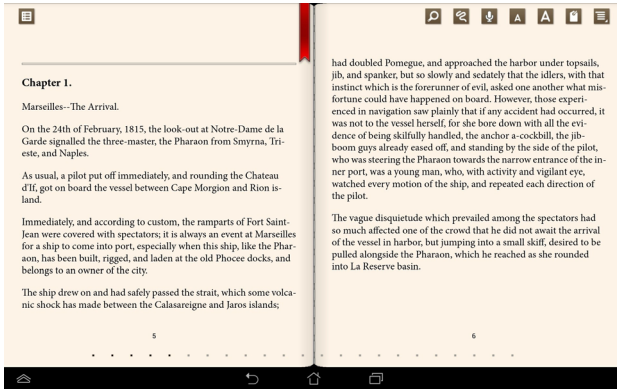 Chapter 1.
Marseilles--The Arrival.
On the 24th of February, 1815, the look-out at Notre-Dame de la
Garde signalled the three-master, the Pharaon from Smyrna, Tri-
este, and Naples.
As usual, a pilot put off immediately, and rounding the Chateau
d'If, got on board the vessel between Cape Morgion and Rion is-
land.
Immediately, and according to custom, the ramparts of Fort Saint-
Jean were covered with spectators; it is always an event at Marseilles
for a ship to come into port, especially when this ship, like the Phar-
aon, has been built, rigged, and laden at the old Phocee docks, and
belongs to an owner of the city.
The ship drew on and had safely passed the strait, which some volca-
nic shock has made between the Calasareigne and Jaros islands;
5
A A
had doubled Pomegue, and approached the harbor under topsails,
jib, and spanker, but so slowly and sedately that the idlers, with that
instinct which is the forerunner of evil, asked one another what mis-
fortune could have happened on board. However, those experi-
enced in navigation saw plainly that if any accident had occurred, it
was not to the vessel herself, for she bore down with all the evi-
dence of being skilfully handled, the anchor a-cockbill, the jib-
boom guys already eased off, and standing by the side of the pilot,
who was steering the Pharaon towards the narrow entrance of the in-
ner port, was a young man, who, with activity and vigilant eye,
watched every motion of the ship, and repeated each direction of
the pilot.
The vague disquietude which prevailed among the spectators had
so much affected one of the crowd that he did not await the arrival
of the vessel in harbor, but jumping into a small skiff, desired to be
pulled alongside the Pharaon, which he reached as she rounded
into La Reserve basin.
6